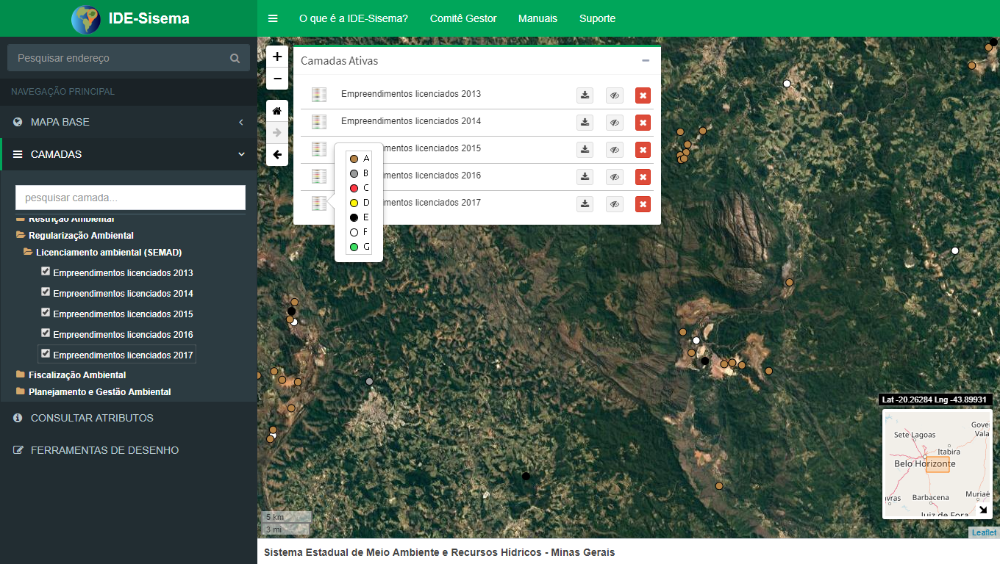 IDE-Sisema
O que é a IDE-Sisema?
Comitê Gestor
Manuais
Suporte
Pesquisar endereço
NAVEGAÇÃO PRINCIPAL
MAPA BASE
CAMADAS
pesquisar camada...
Restrição Ambiental
Regularização Ambiental
Licenciamento ambiental (SEMAD)
Empreendimentos licenciados 2013
Empreendimentos licenciados 2014
Empreendimentos licenciados 2015
Empreendimentos licenciados 2016
Empreendimentos licenciados 2017
Fiscalização Ambiental
Planejamento e Gestão Ambiental
CONSULTAR ATRIBUTOS
FERRAMENTAS DE DESENHO
+
−
Camadas Ativas
Empreendimentos licenciados 2013
Empreendimentos licenciados 2014
mentos licenciados 2015
mentos licenciados 2016
mentos licenciados 2017
A
B
C
D
E
F
G
Lat -20.26284 Lng -43.89931
Gove
Vala
Sete Lagoas
Itabira
Belo Horizonte
Muriaé
Barbacena
vras
Juiz de Fora
5 km
3 mi
Leaflet
Sistema Estadual de Meio Ambiente e Recursos Hídricos - Minas Gerais